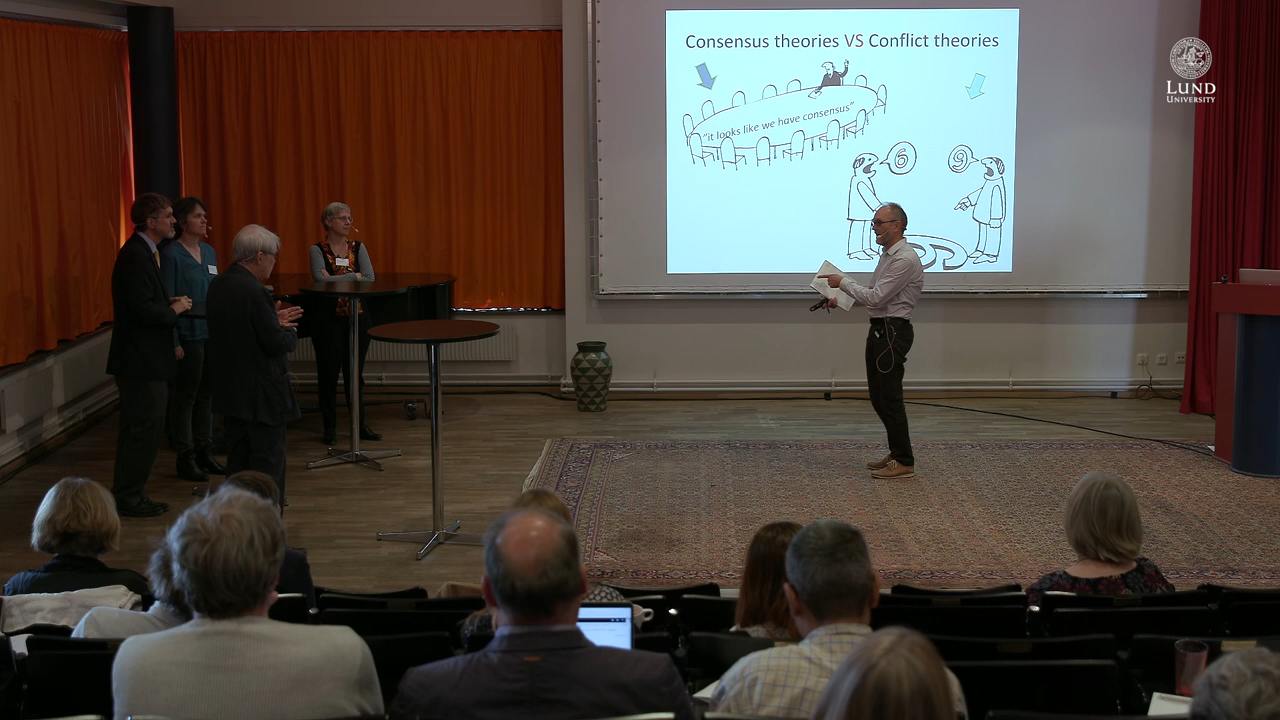 Consensus theories VS Conflict theories
"it looks like we have consensus"
6
9
LUND
UNIVERSITY